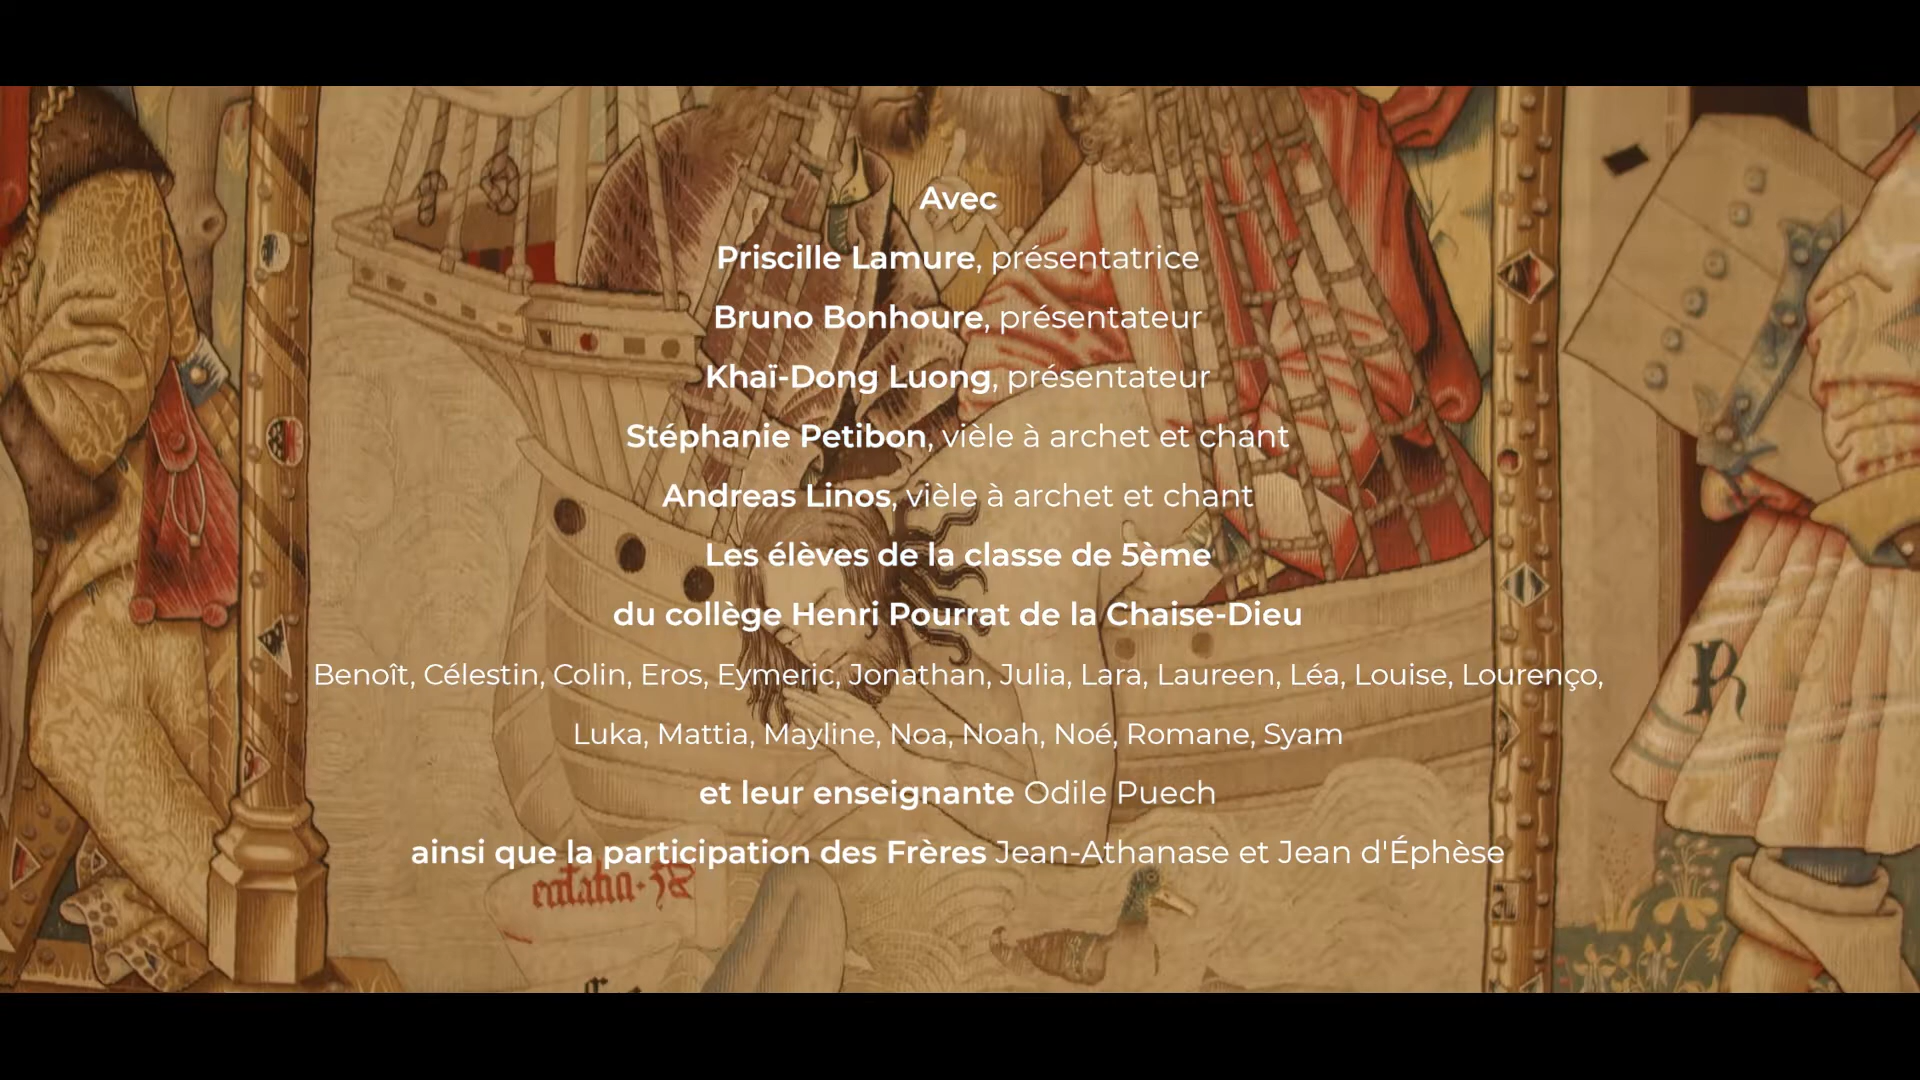 Avec
Priscille Lamure, présentatrice
Bruno Bonhoure, présentateur
Khaï-Dong Luong, présentateur
Stéphanie Petibon, vièle à archet et chant
Andreas Linos, vièle à archet et chant
Les élèves de la classe de 5ème
du collège Henri Pourrat de la Chaise-Dieu
Benoît, Célestin, Colin, Eros, Eymeric, Jonathan, Julia, Lara, Laureen, Léa, Louise, Lourenço,
Luka, Mattia, Mayline, Noa, Noah, Noé, Romane, Syam
et leur enseignante Odile Puech
ainsi que la participation des Frères Jean-Athanase et Jean d'Éphèse
R